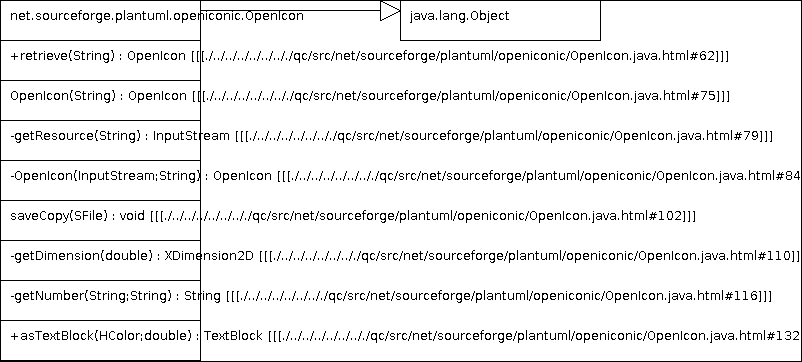 net.sourceforge.plantuml.openiconic.OpenIcon
java.lang.Object
+retrieve(String) : OpenIcon [[[./../../../../../../../qc/src/net/sourceforge/plantuml/openiconic/OpenIcon.java.html#62]]]
OpenIcon(String) : OpenIcon [[[./../../../../../../../qc/src/net/sourceforge/plantuml/openiconic/OpenIcon.java.html#75]]]
-getResource(String) : InputStream [[[./../../../../../../../qc/src/net/sourceforge/plantuml/openiconic/OpenIcon.java.html#79]]]
-OpenIcon(InputStream;String) : OpenIcon [[[./../../../../../../../qc/src/net/sourceforge/plantuml/openiconic/OpenIcon.java.html#84
saveCopy(SFile) : void [[[./../../../../../../../qc/src/net/sourceforge/plantuml/openiconic/OpenIcon.java.html#102]]]
-getDimension(double) : XDimension2D [[[./../../../../../../../qc/src/net/sourceforge/plantuml/openiconic/OpenIcon.java.html#110]]]
-getNumber(String;String) : String [[[./../../../../../../../qc/src/net/sourceforge/plantuml/openiconic/OpenIcon.java.html#116]]]
+asTextBlock(HColor;double) : TextBlock [[[./../../../../../../../qc/src/net/sourceforge/plantuml/openiconic/OpenIcon.java.html#132